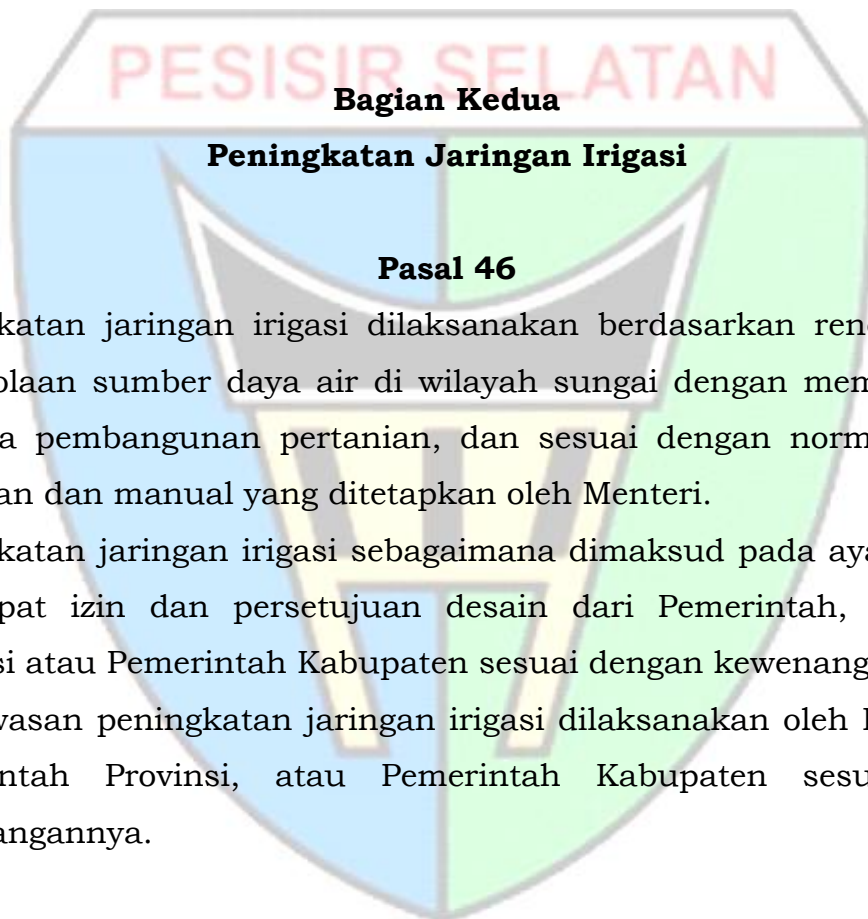 PESISIR SELATAN
Bagian Kedua
Peningkatan Jaringan Irigasi
Pasal 46
katan jaringan irigasi dilaksanakan berdasarkan ren
olaan sumber daya air di wilayah sungai dengan mem
a pembangunan pertanian, dan sesuai dengan norm
an dan manual yang ditetapkan oleh Menteri.
katan jaringan irigasi sebagaimana dimaksud pada aya
pat izin dan persetujuan desain dari Pemerintah,
si atau Pemerintah Kabupaten sesuai dengan kewenang
wasan peningkatan jaringan irigasi dilaksanakan oleh
ntah Provinsi, atau Pemerintah Kabupaten sesu
angannya.